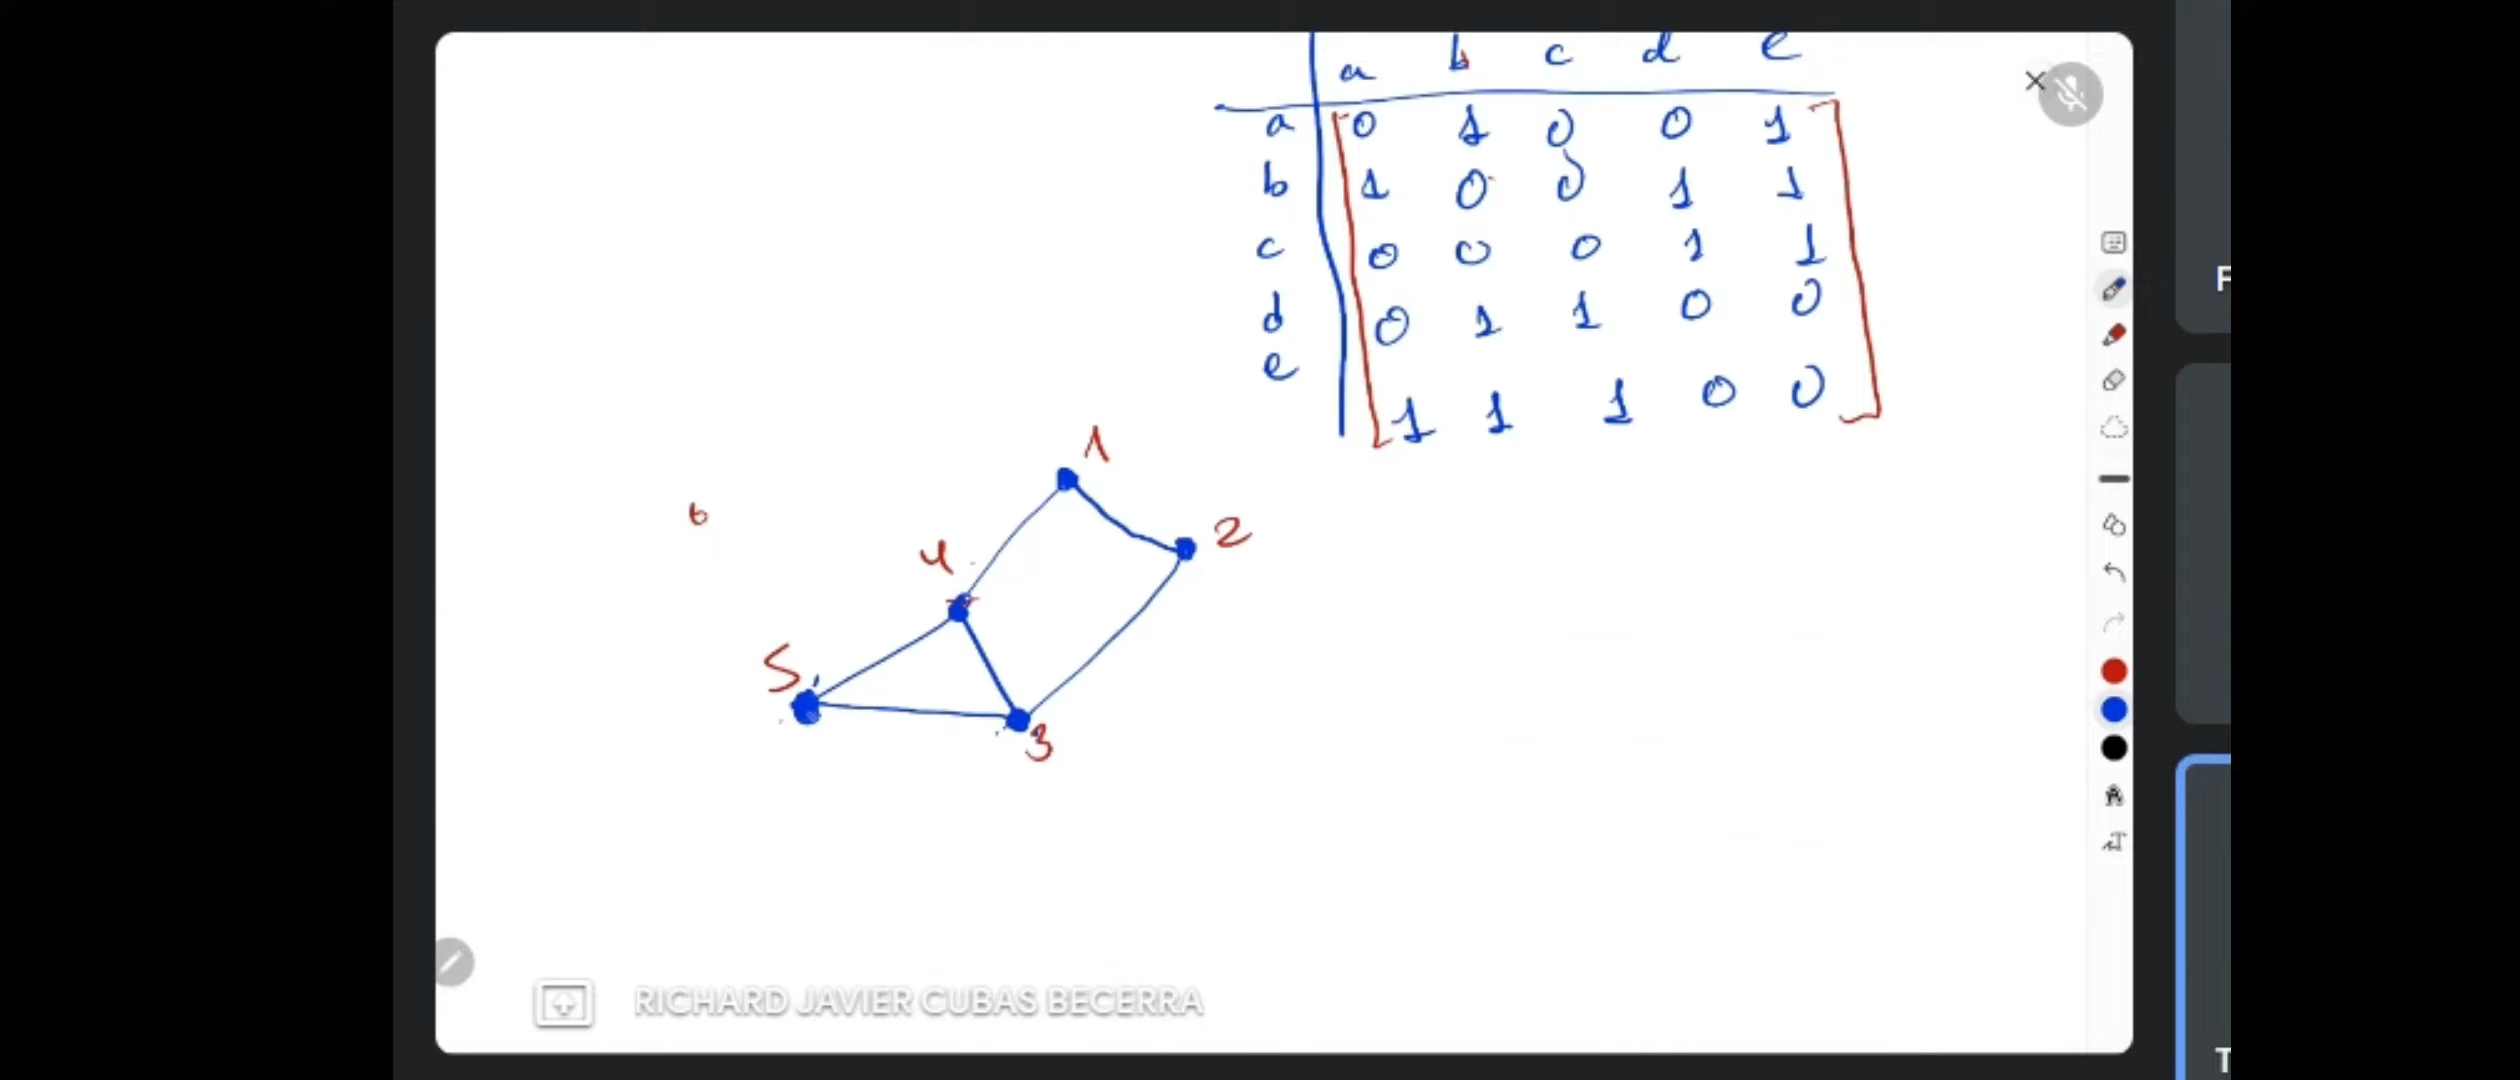 a b c d e
a 0 1 0 0 1
b 1 0 0 1 1
c 0 0 0 1 1
d 0 1 1 0 0
e 1 1 1 0 0
1
6
2
4
5
3
RICHARD JAVIER CUBAS BECERRA
F
T